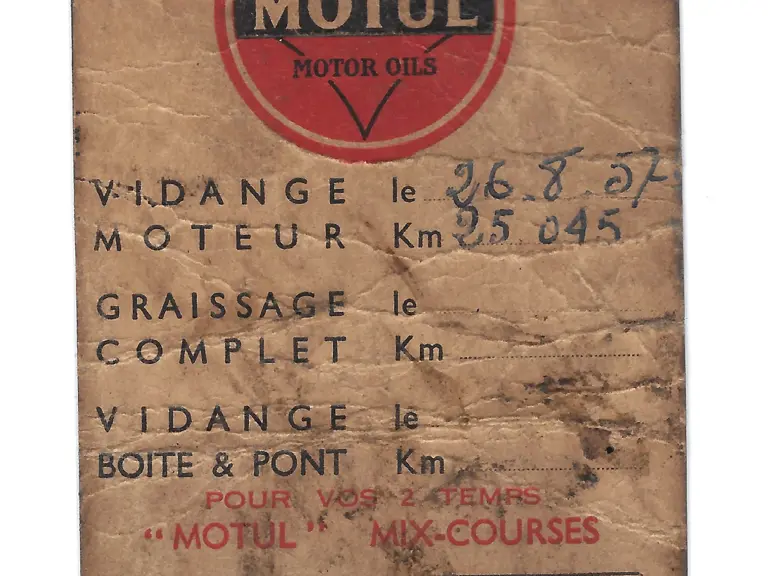 MOTUL
MOTOR OILS
VIDANGE le 26.8.57
MOTEUR Km 25 045
GRAISSAGE le
COMPLET Km
VIDANGE le
BOITE & PONT Km
POUR VOS 2 TEMPS
"MOTUL" MIX-COURSES